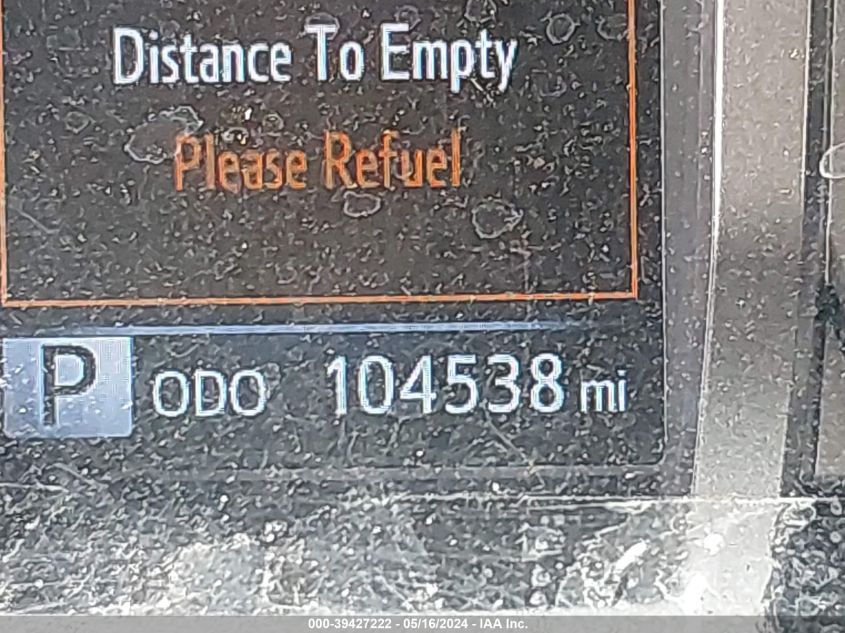 Distance To Empty
Please Refuel
P ODO 104538 mi
000-39427222 - 05/16/2024 - IAA Inc.